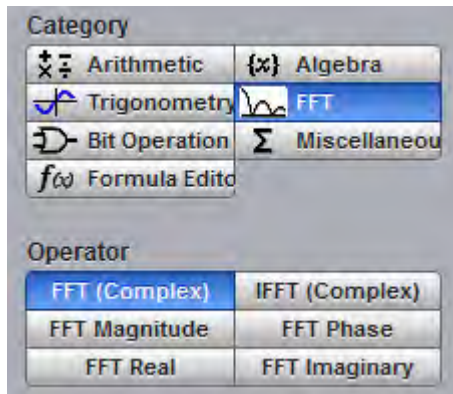 Category
Arithmetic {x} Algebra
Trigonometry FFT
Bit Operation Σ Miscellaneou
f(x) Formula Edito
Operator
FFT (Complex) IFFT (Complex)
FFT Magnitude FFT Phase
FFT Real FFT Imaginary